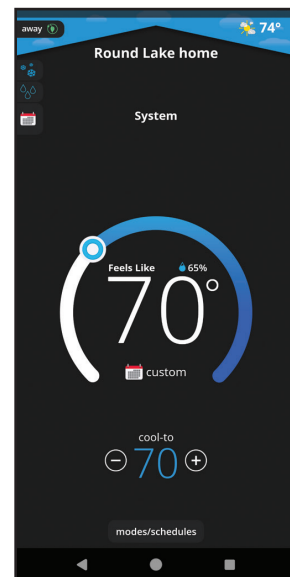 away 74°
Round Lake home
System
Feels Like 65%
70°
custom
cool-to
70
modes/schedules